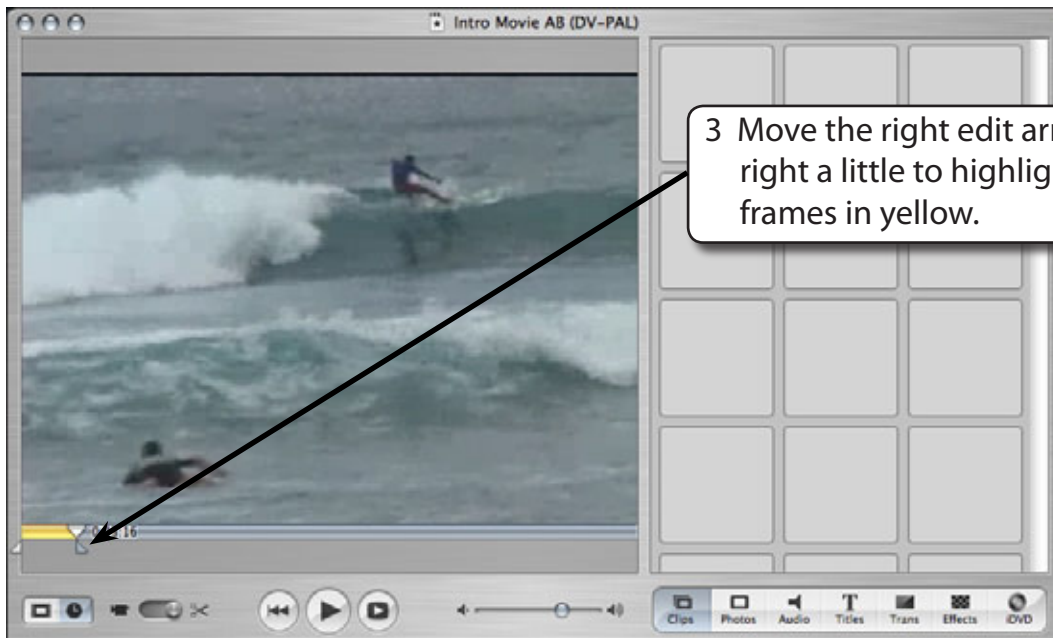 Intro Movie AB (DV-PAL)
3 Move the right edit arr
right a little to highlig
frames in yellow.
Clips Photos Audio Titles Trans Effects iDVD